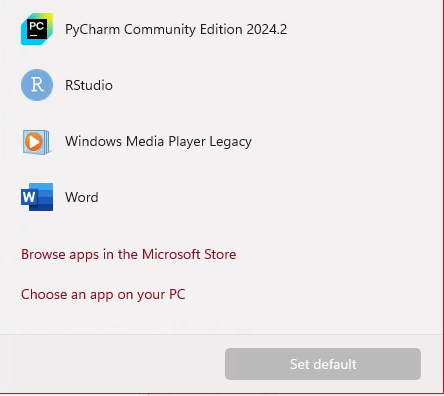 PC
PyCharm Community Edition 2024.2
R
RStudio
Windows Media Player Legacy
W
Word
Browse apps in the Microsoft Store
Choose an app on your PC
Set default